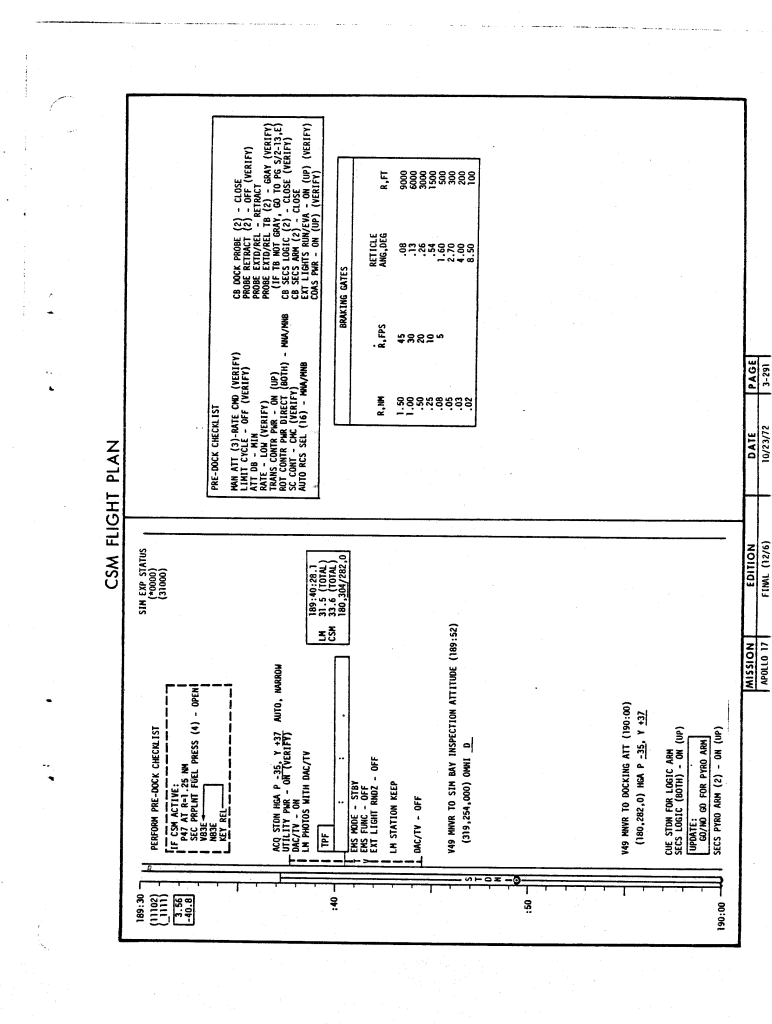 CSM FLIGHT PLAN
189:30
(11102)
(_1111)
3.56
-40.8
:40
:50
190:00
T
V
S
T
D
N
SIM EXP STATUS
(*0000)
(31000)
PERFORM PRE-DOCK CHECKLIST
IF CSM ACTIVE:
P47 AT R=1.25 NM
SEC PRPLNT FUEL PRESS (4) - OPEN
V83E
N83E
KEY REL
ACQ STDN HGA P -35, Y +37 AUTO, NARROW
UTILITY PWR - ON (VERIFY)
DAC/TV - ON
LM PHOTOS WITH DAC/TV
TPF
: : .
189:40:28.1
LM 31.5 (TOTAL)
CSM 33.6 (TOTAL)
180,304/282,0
EMS MODE - STBY
EMS FUNC - OFF
EXT LIGHT RNDZ - OFF
LM STATION KEEP
DAC/TV - OFF
V49 MNVR TO SIM BAY INSPECTION ATTITUDE (189:52)
(319,254,000) OMNI D
V49 MNVR TO DOCKING ATT (190:00)
(180,282,0) HGA P -35, Y +37
CUE STDN FOR LOGIC ARM
SECS LOGIC (BOTH) - ON (UP)
UPDATE:
GO/NO GO FOR PYRO ARM
SECS PYRO ARM (2) - ON (UP)
PRE-DOCK CHECKLIST
MAN ATT (3)-RATE CMD (VERIFY)
LIMIT CYCLE - OFF (VERIFY)
ATT DB - MIN
RATE - LOW (VERIFY)
TRANS CONTR PWR - ON (UP)
ROT CONTR PWR DIRECT (BOTH) - MNA/MNB
SC CONT - CMC (VERIFY)
AUTO RCS SEL (16) - MNA/MNB
CB DOCK PROBE (2) - CLOSE
PROBE RETRACT (2) - OFF (VERIFY)
PROBE EXTD/REL - RETRACT
PROBE EXTD/REL TB (2) - GRAY (VERIFY)
(IF TB NOT GRAY, GO TO PG S/2-13,E)
CB SECS LOGIC (2) - CLOSE (VERIFY)
CB SECS ARM (2) - CLOSE
EXT LIGHTS RUN/EVA - ON (UP) (VERIFY)
COAS PWR - ON (UP) (VERIFY)
BRAKING GATES
R,NM Ṙ,FPS RETICLE ANG,DEG R,FT
1.50 45 .08 9000
1.00 30 .13 6000
.50 20 .26 3000
.25 10 .54 1500
.08 5 1.60 500
.05 2.70 300
.03 4.00 200
.02 8.50 100
MISSION EDITION DATE PAGE
APOLLO 17 FINAL (12/6) 10/23/72 3-291